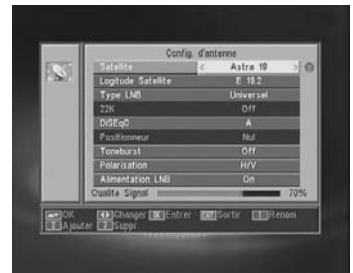 Config. d'antenne
Satellite < Astra 19 >
Logitude Satellite E 19.2
Type LNB Universel
22K Off
DiSEqC A
Positionneur Nul
Toneburst Off
Polarisation H/V
Alimentation LNB On
Qualite Signal 70%
OK Changer Entrer Sortir Renom
Ajouter Suppr.